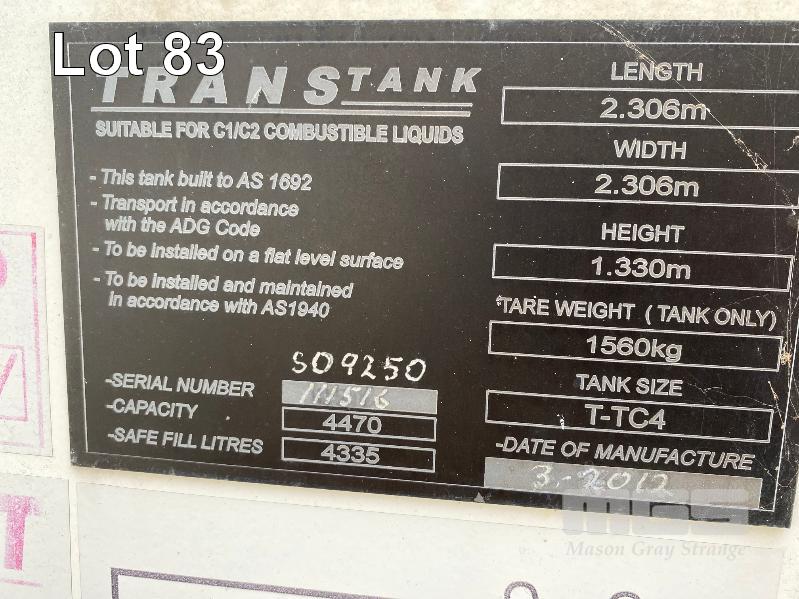 Lot 83
TRANSTANK
SUITABLE FOR C1/C2 COMBUSTIBLE LIQUIDS
- This tank built to AS 1692
- Transport in accordance
with the ADG Code
- To be installed on a flat level surface
- To be installed and maintained
In accordance with AS1940
SO9250
-SERIAL NUMBER 111516
-CAPACITY 4470
-SAFE FILL LITRES 4335
LENGTH
2.306m
WIDTH
2.306m
HEIGHT
1.330m
*TARE WEIGHT ( TANK ONLY)
1560kg
TANK SIZE
T-TC4
-DATE OF MANUFACTURE
3-2012
MGS
Mason Gray Strange